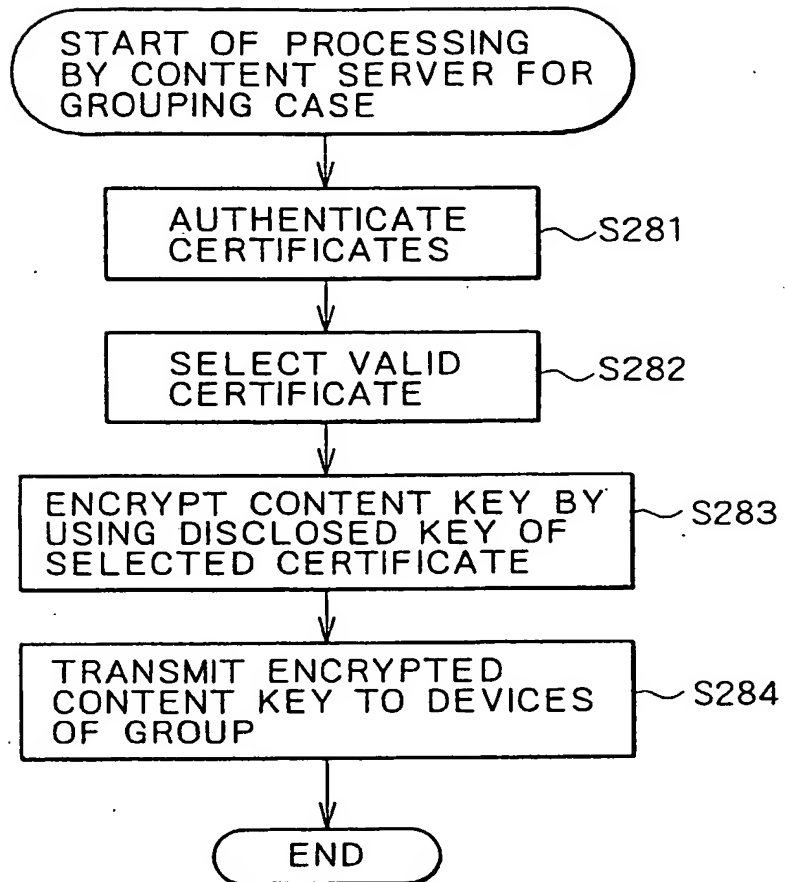 START OF PROCESSING
BY CONTENT SERVER FOR
GROUPING CASE
AUTHENTICATE
CERTIFICATES
S281
SELECT VALID
CERTIFICATE
S282
ENCRYPT CONTENT KEY BY
USING DISCLOSED KEY OF
SELECTED CERTIFICATE
S283
TRANSMIT ENCRYPTED
CONTENT KEY TO DEVICES
OF GROUP
S284
END